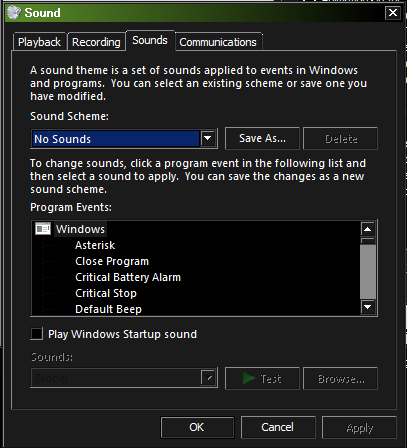 Sound
Playback Recording Sounds Communications
A sound theme is a set of sounds applied to events in Windows
and programs. You can select an existing scheme or save one you
have modified.
Sound Scheme:
No Sounds Save As... Delete
To change sounds, click a program event in the following list and
then select a sound to apply. You can save the changes as a new
sound scheme.
Program Events:
Windows
Asterisk
Close Program
Critical Battery Alarm
Critical Stop
Default Beep
Play Windows Startup sound
Sounds:
(None) Test Browse...
OK Cancel Apply